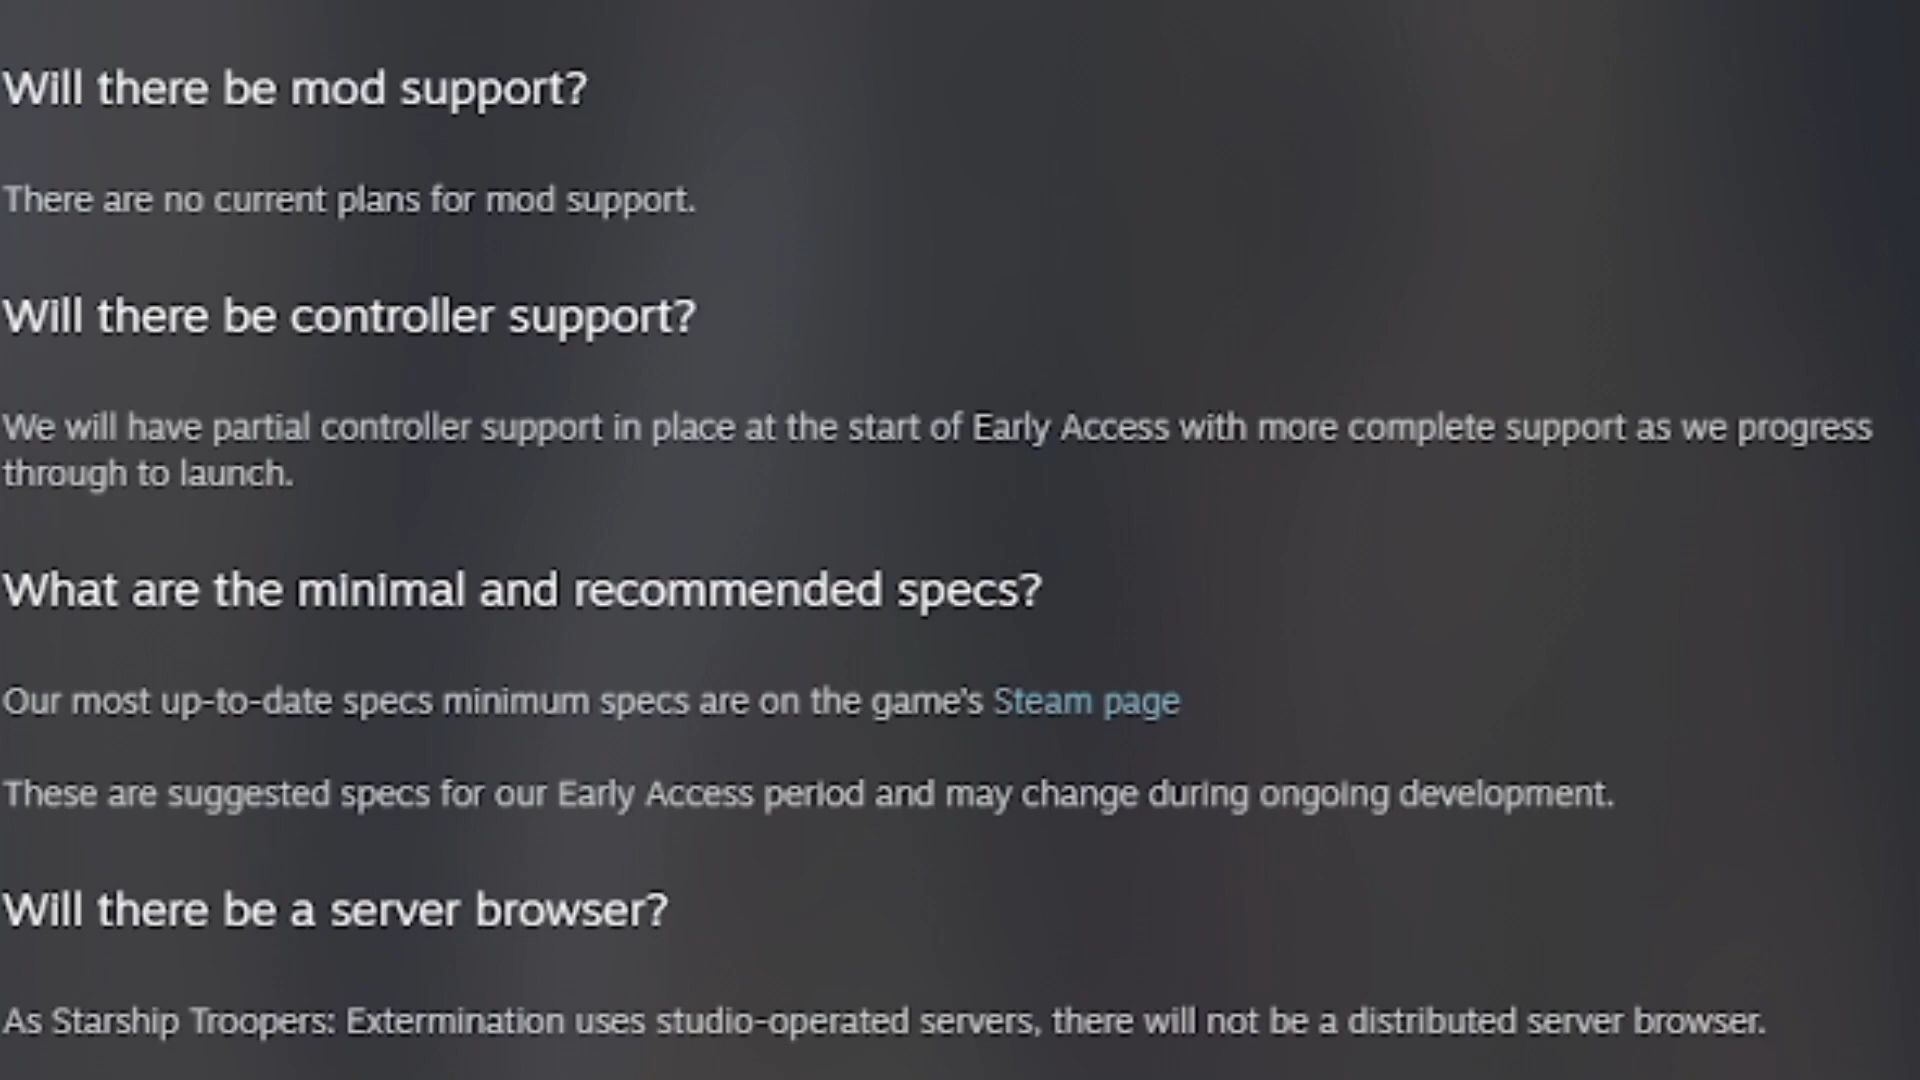 Will there be mod support?
There are no current plans for mod support.
Will there be controller support?
We will have partial controller support in place at the start of Early Access with more complete support as we progress
through to launch.
What are the minimal and recommended specs?
Our most up-to-date specs minimum specs are on the game's Steam page
These are suggested specs for our Early Access period and may change during ongoing development.
Will there be a server browser?
As Starship Troopers: Extermination uses studio-operated servers, there will not be a distributed server browser.